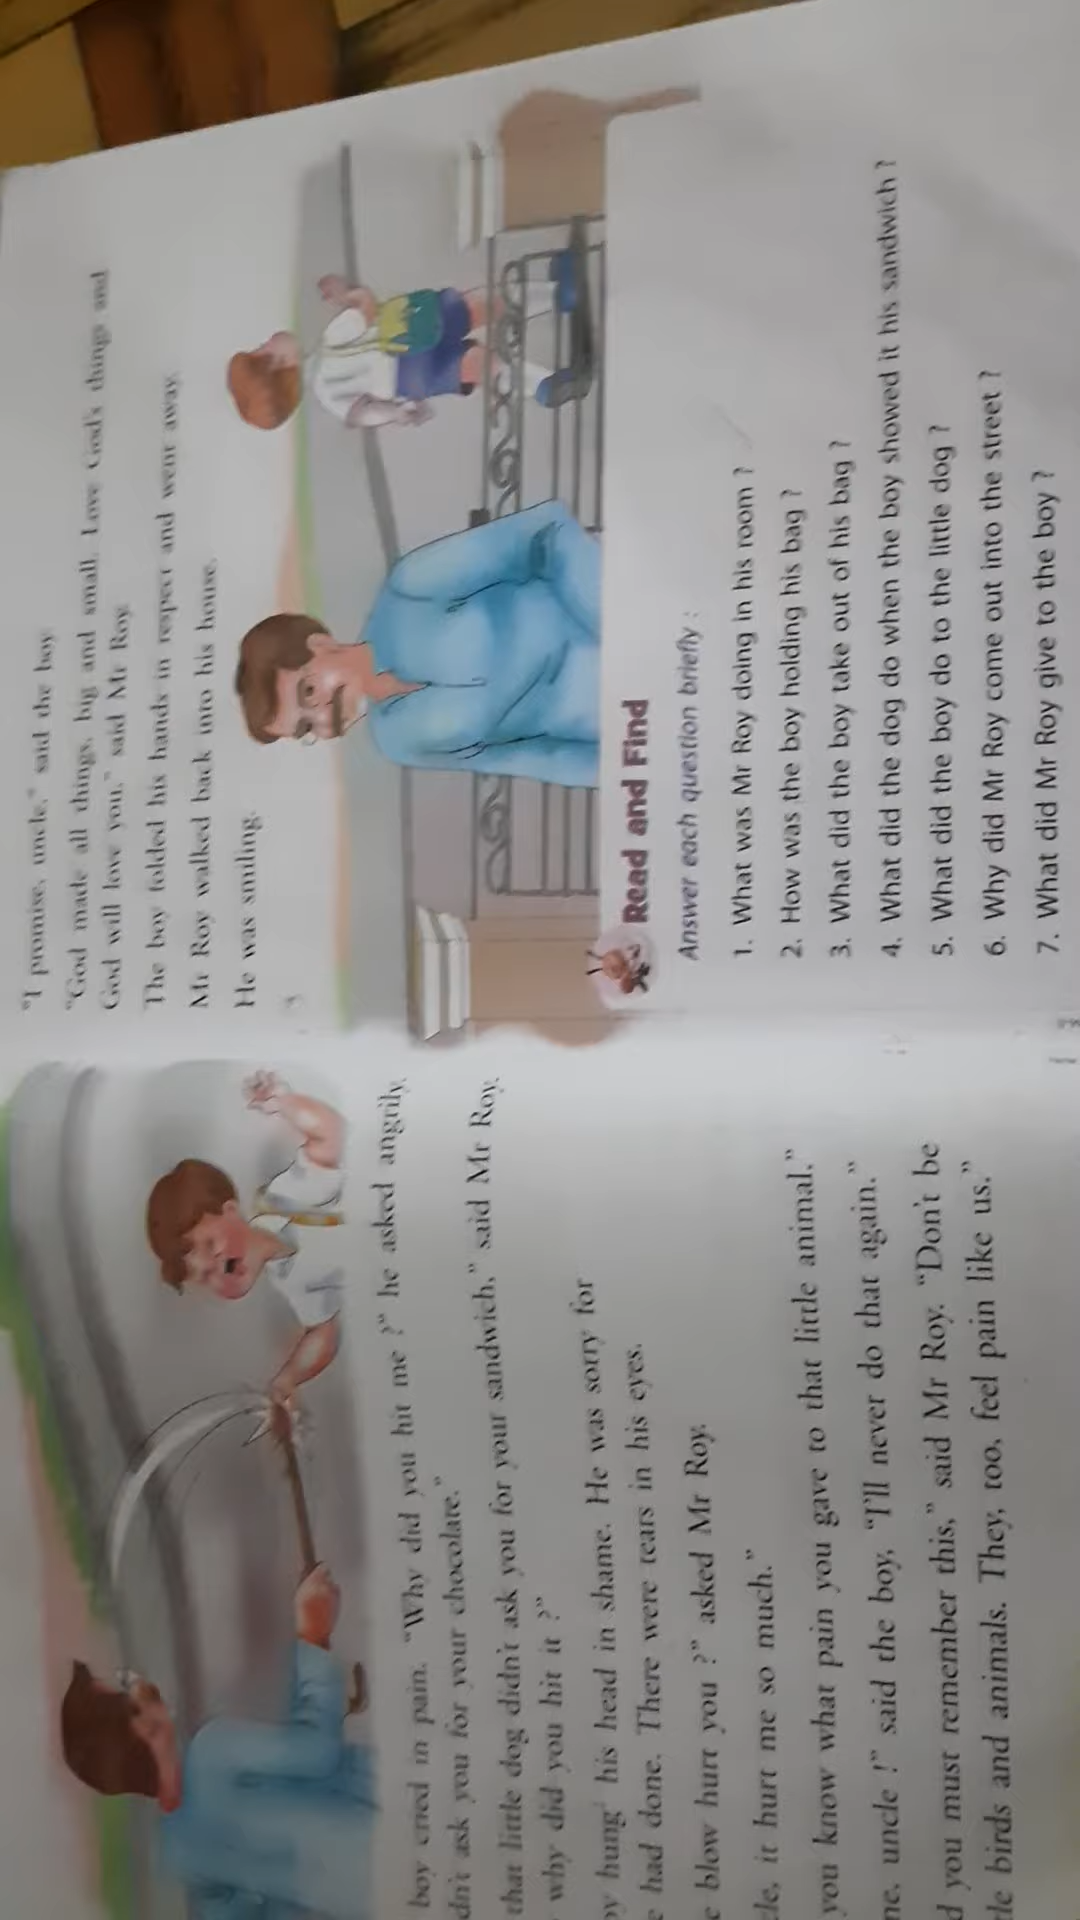 boy cried in pain. “Why did you hit me ?” he asked angrily.
dn't ask you for your chocolate.”
that little dog didn't ask you for your sandwich,” said Mr Roy.
why did you hit it ?”
hung his head in shame. He was sorry for
had done. There were tears in his eyes.
blow hurt you ?” asked Mr Roy.
cle, it hurt me so much.”
you know what pain you gave to that little animal.”
me, uncle !” said the boy, “I'll never do that again.”
d you must remember this,” said Mr Roy. “Don't be
tle birds and animals. They, too, feel pain like us.”
“I promise, uncle,” said the boy.
“God made all things, big and small. Love God's things and
God will love you,” said Mr Roy.
The boy folded his hands in respect and went away.
Mr Roy walked back into his house.
He was smiling.
Read and Find
Answer each question briefly :
1. What was Mr Roy doing in his room ?
2. How was the boy holding his bag ?
3. What did the boy take out of his bag ?
4. What did the dog do when the boy showed it his sandwich ?
5. What did the boy do to the little dog ?
6. Why did Mr Roy come out into the street ?
7. What did Mr Roy give to the boy ?